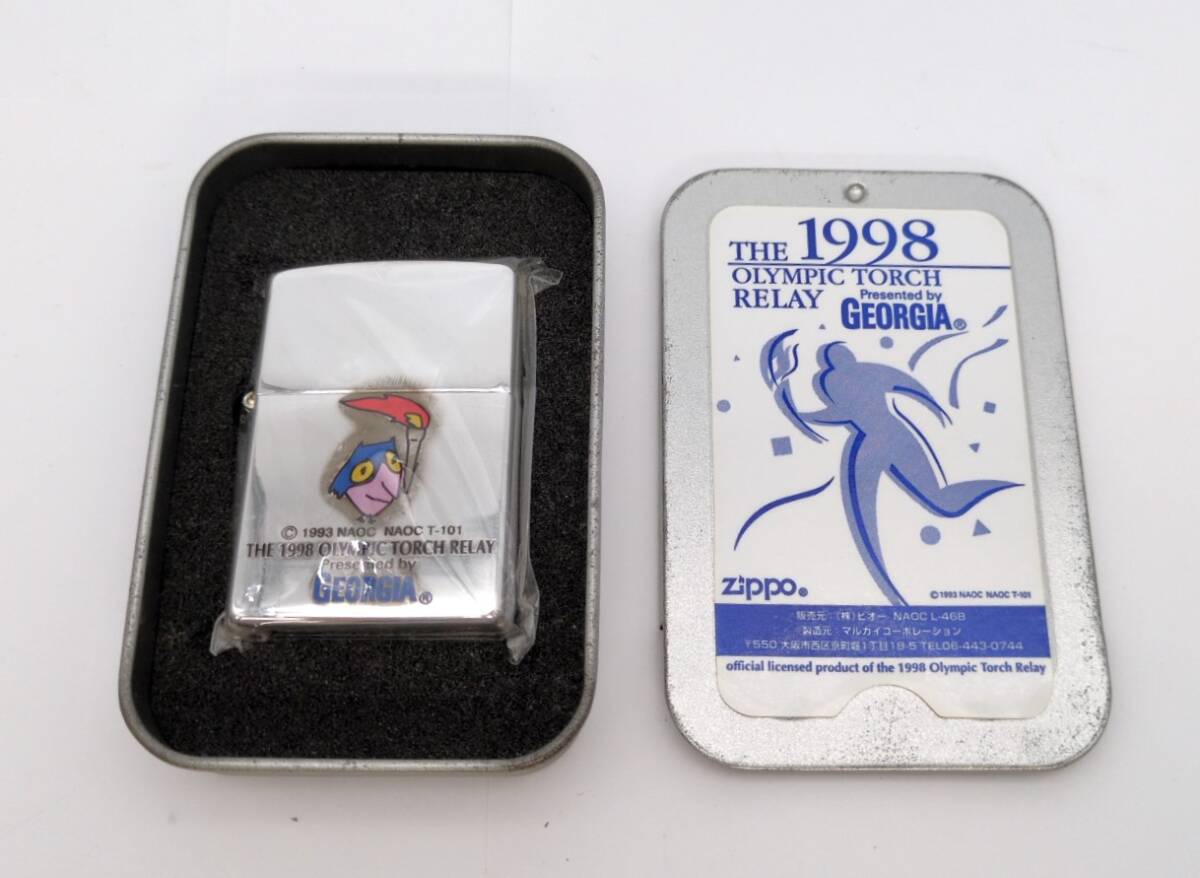 © 1993 NAOC NAOC T-101
THE 1998 OLYMPIC TORCH RELAY
Presented by
GEORGIA®
THE 1998
OLYMPIC TORCH
RELAY Presented by
GEORGIA®
zippo®
©1993 NAOC NAOC T-101
販売元:(株)ビオー NAOC L-46B
製造元:マルカイコーポレーション
〒550 大阪市西区京町堀1丁目18-5 TEL06-443-0744
official licensed product of the 1998 Olympic Torch Relay